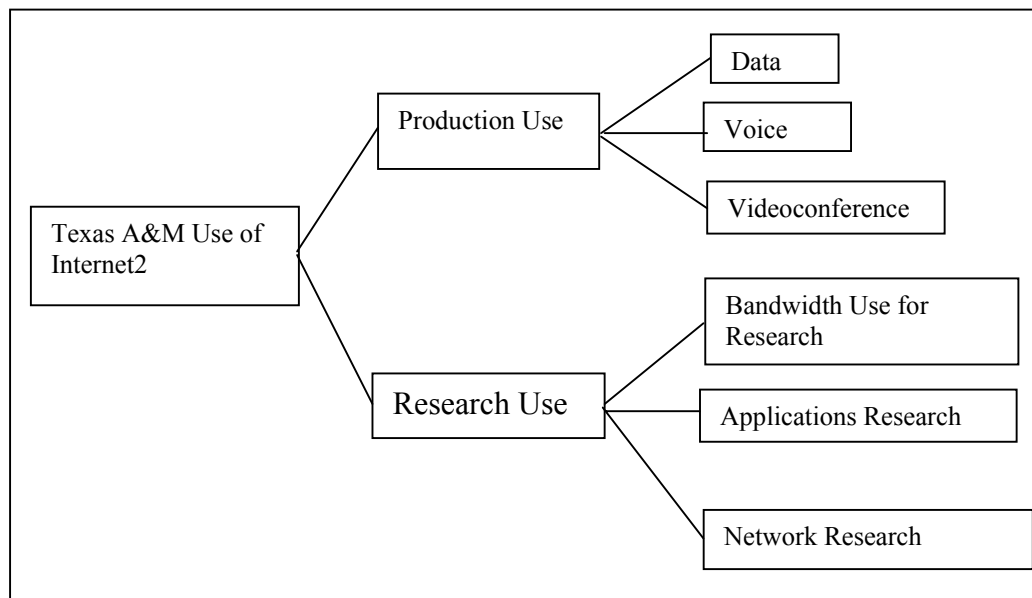 Data
Production Use
Voice
Videoconference
Texas A&M Use of
Internet2
Bandwidth Use for
Research
Research Use
Applications Research
Network Research